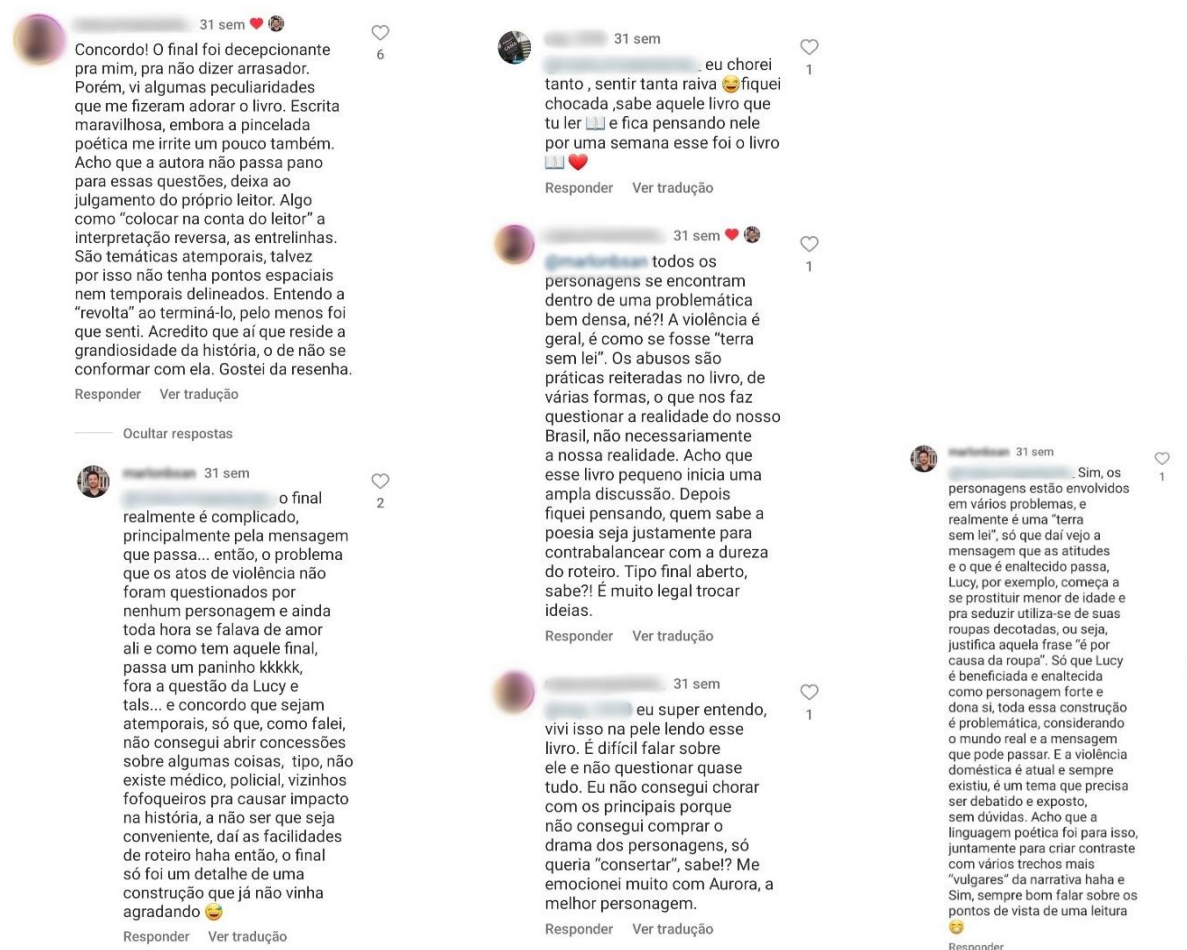 31 sem
6
Concordo! O final foi decepcionante
pra mim, pra não dizer arrasador.
Porém, vi algumas peculiaridades
que me fizeram adorar o livro. Escrita
maravilhosa, embora a pincelada
poética me irrite um pouco também.
Acho que a autora não passa pano
para essas questões, deixa ao
julgamento do próprio leitor. Algo
como “colocar na conta do leitor” a
interpretação reversa, as entrelinhas.
São temáticas atemporais, talvez
por isso não tenha pontos espaciais
nem temporais delineados. Entendo a
“revolta” ao terminá-lo, pelo menos foi
que senti. Acredito que aí que reside a
grandiosidade da história, o de não se
conformar com ela. Gostei da resenha.
Responder Ver tradução
Ocultar respostas
31 sem
2
o final
realmente é complicado,
principalmente pela mensagem
que passa... então, o problema
que os atos de violência não
foram questionados por
nenhum personagem e ainda
toda hora se falava de amor
ali e como tem aquele final,
passa um paninho kkkkk,
fora a questão da Lucy e
tals... e concordo que sejam
atemporais, só que, como falei,
não consegui abrir concessões
sobre algumas coisas, tipo, não
existe médico, policial, vizinhos
fofoqueiros pra causar impacto
na história, a não ser que seja
conveniente, daí as facilidades
de roteiro haha então, o final
só foi um detalhe de uma
construção que já não vinha
agradando 😅
Responder Ver tradução
31 sem
1
eu chorei
tanto , sentir tanta raiva 😂fiquei
chocada ,sabe aquele livro que
tu ler 📖 e fica pensando nele
por uma semana esse foi o livro
📖❤️
Responder Ver tradução
31 sem
1
todos os
personagens se encontram
dentro de uma problemática
bem densa, né?! A violência é
geral, é como se fosse “terra
sem lei”. Os abusos são
práticas reiteradas no livro, de
várias formas, o que nos faz
questionar a realidade do nosso
Brasil, não necessariamente
a nossa realidade. Acho que
esse livro pequeno inicia uma
ampla discussão. Depois
fiquei pensando, quem sabe a
poesia seja justamente para
contrabalancear com a dureza
do roteiro. Tipo final aberto,
sabe?! É muito legal trocar
ideias.
Responder Ver tradução
31 sem
1
eu super entendo,
vivi isso na pele lendo esse
livro. É difícil falar sobre
ele e não questionar quase
tudo. Eu não consegui chorar
com os principais porque
não consegui comprar o
drama dos personagens, só
queria “consertar”, sabe!? Me
emocionei muito com Aurora, a
melhor personagem.
Responder Ver tradução
31 sem
1
Sim, os
personagens estão envolvidos
em vários problemas, e
realmente é uma “terra
sem lei”, só que daí vejo a
mensagem que as atitudes
e o que é enaltecido passa,
Lucy, por exemplo, começa a
se prostituir menor de idade e
pra seduzir utiliza-se de suas
roupas decotadas, ou seja,
justifica aquela frase “é por
causa da roupa”. Só que Lucy
é beneficiada e enaltecida
como personagem forte e
dona si, toda essa construção
é problemática, considerando
o mundo real e a mensagem
que pode passar. E a violência
doméstica é atual e sempre
existiu, é um tema que precisa
ser debatido e exposto,
sem dúvidas. Acho que a
linguagem poética foi para isso,
juntamente para criar contraste
com vários trechos mais
“vulgares” da narrativa haha e
Sim, sempre bom falar sobre os
pontos de vista de uma leitura
😁
Responder